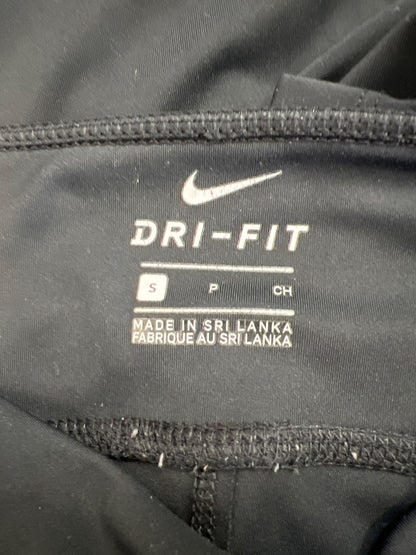 DRI-FIT
S P CH
MADE IN SRI LANKA
FABRIQUE AU SRI LANKA